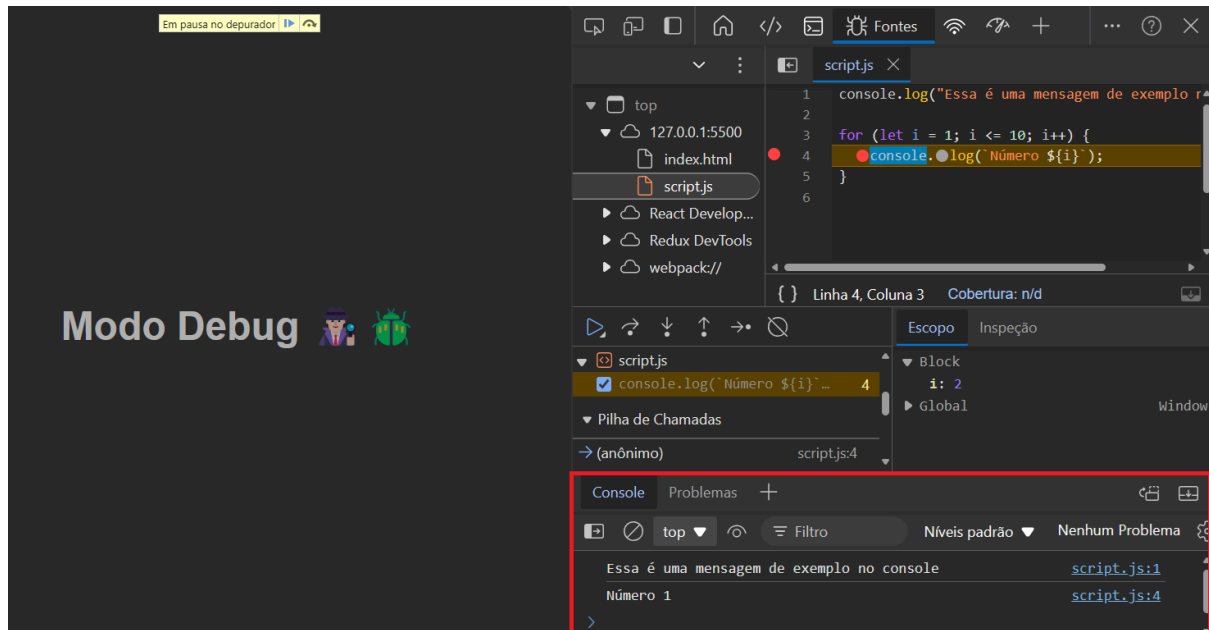 Em pausa no depurador
Modo Debug
Fontes
script.js
top
127.0.0.1:5500
index.html
script.js
React Develop...
Redux DevTools
webpack://
1 console.log("Essa é uma mensagem de exemplo
2
3 for (let i = 1; i <= 10; i++) {
4 console.log(`Número ${i}`);
5 }
6
{ } Linha 4, Coluna 3 Cobertura: n/d
script.js
console.log(`Número ${i}`… 4
Pilha de Chamadas
(anônimo) script.js:4
Escopo Inspeção
Block
i: 2
Global Window
Console Problemas
top Filtro Níveis padrão Nenhum Problema
Essa é uma mensagem de exemplo no console script.js:1
Número 1 script.js:4
>